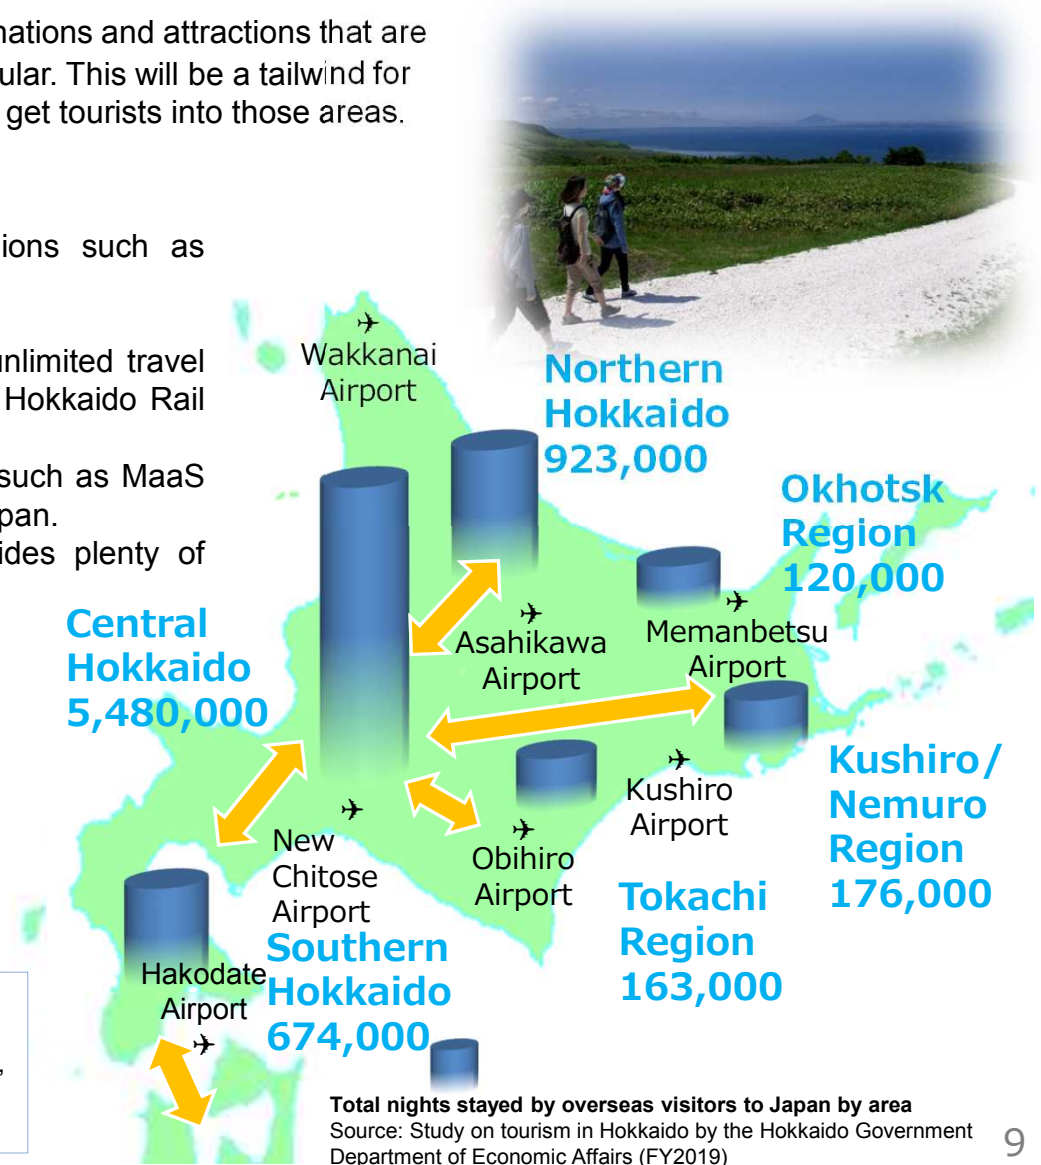 nations and attractions that are
ular. This will be a tailwind for
get tourists into those areas.
ions such as
unlimited travel
Hokkaido Rail
such as MaaS
pan.
ides plenty of
Wakkanai
Airport
Northern
Hokkaido
923,000
Okhotsk
Region
120,000
Central
Hokkaido
5,480,000
Asahikawa
Airport
Memanbetsu
Airport
Kushiro/
Nemuro
Region
176,000
Kushiro
Airport
New
Chitose
Airport
Obihiro
Airport
Tokachi
Region
163,000
Southern
Hokkaido
674,000
Hakodate
Airport
,
Total nights stayed by overseas visitors to Japan by area
Source: Study on tourism in Hokkaido by the Hokkaido Government
Department of Economic Affairs (FY2019)
9